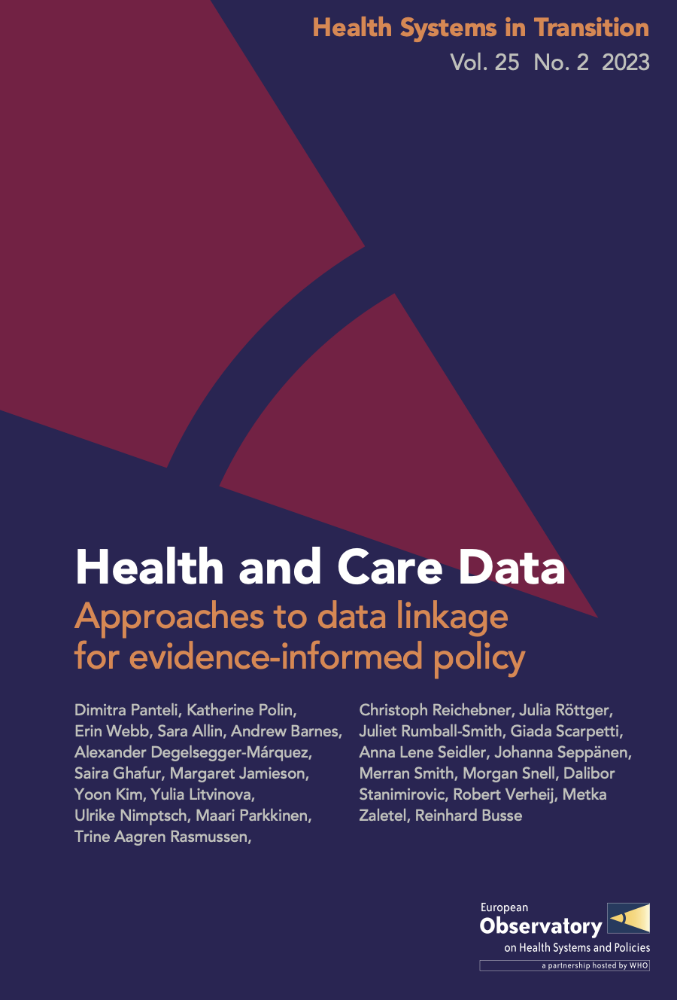 Health Systems in Transition
Vol. 25 No. 2 2023
Health and Care Data
Approaches to data linkage
for evidence-informed policy
Dimitra Panteli, Katherine Polin,
Erin Webb, Sara Allin, Andrew Barnes,
Alexander Degelsegger-Márquez,
Saira Ghafur, Margaret Jamieson,
Yoon Kim, Yulia Litvinova,
Ulrike Nimptsch, Maari Parkkinen,
Trine Aagren Rasmussen,
Christoph Reichebner, Julia Röttger,
Juliet Rumball-Smith, Giada Scarpetti,
Anna Lene Seidler, Johanna Seppänen,
Merran Smith, Morgan Snell, Dalibor
Stanimirovic, Robert Verheij, Metka
Zaletel, Reinhard Busse
European
Observatory
on Health Systems and Policies
a partnership hosted by WHO